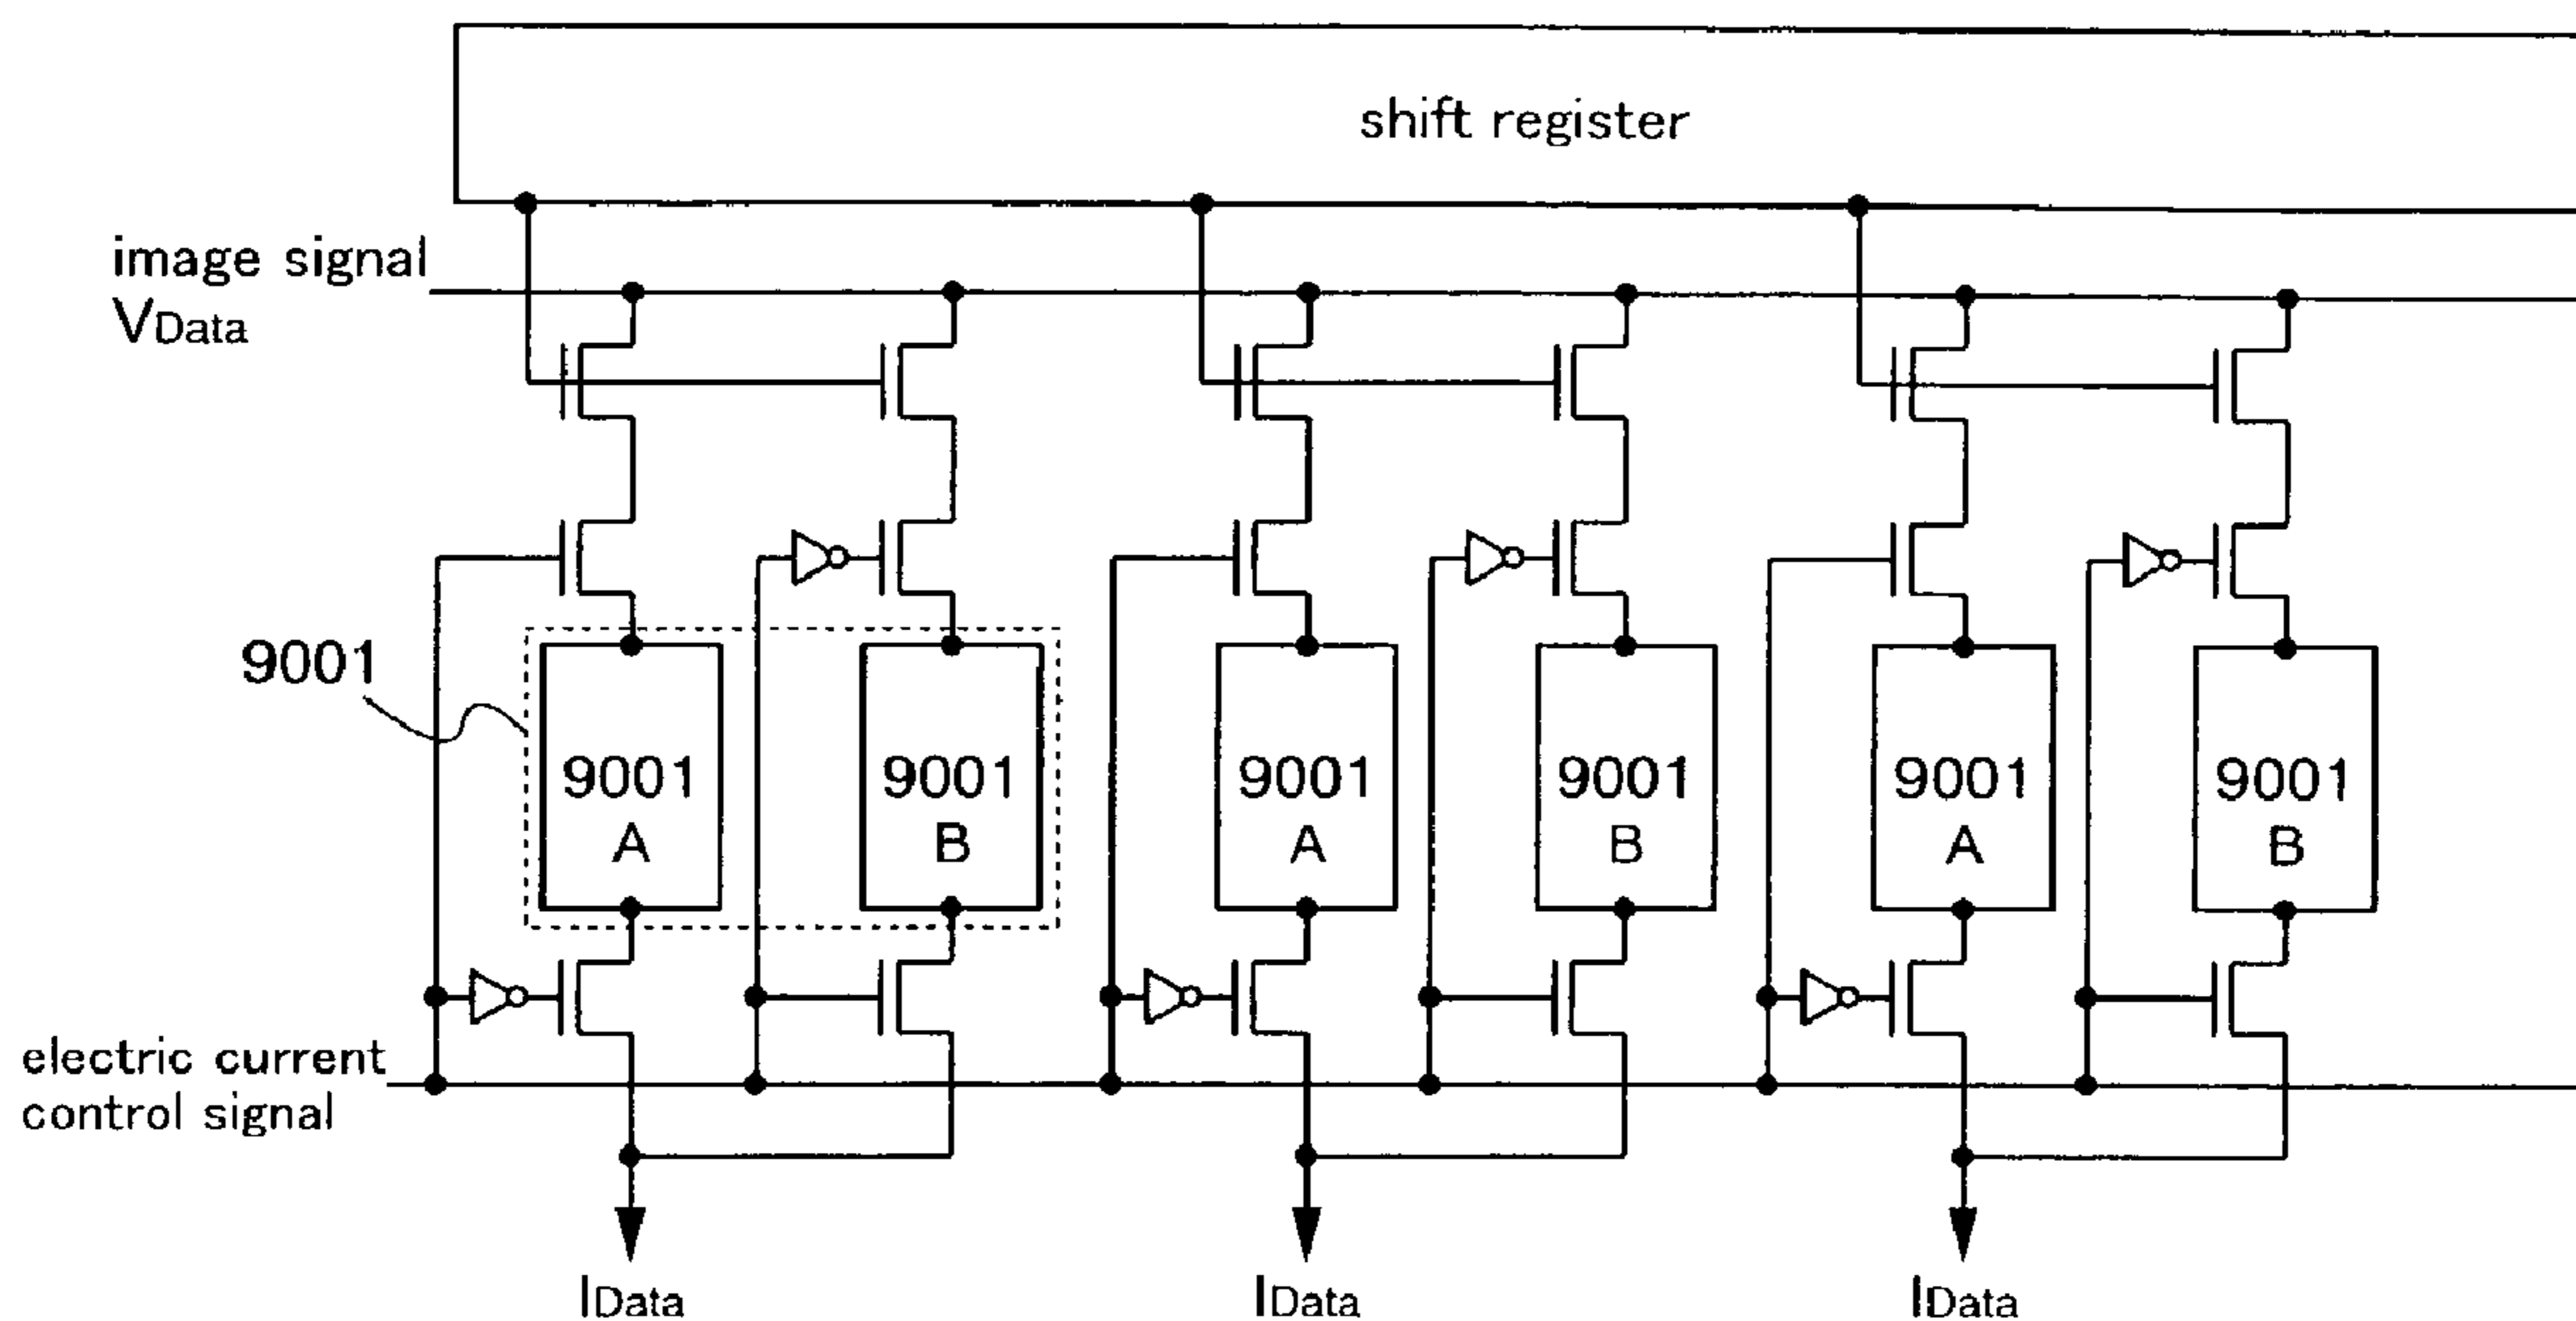 shift register
image signal
VData
9001
9001
A
9001
B
9001
A
9001
B
9001
A
9001
B
electric current
control signal
IData
IData
IData